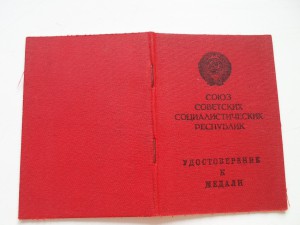 СОЮЗ
СОВЕТСКИХ
СОЦИАЛИСТИЧЕСКИХ
РЕСПУБЛИК
УДОСТОВЕРЕНИЕ
К
МЕДАЛИ